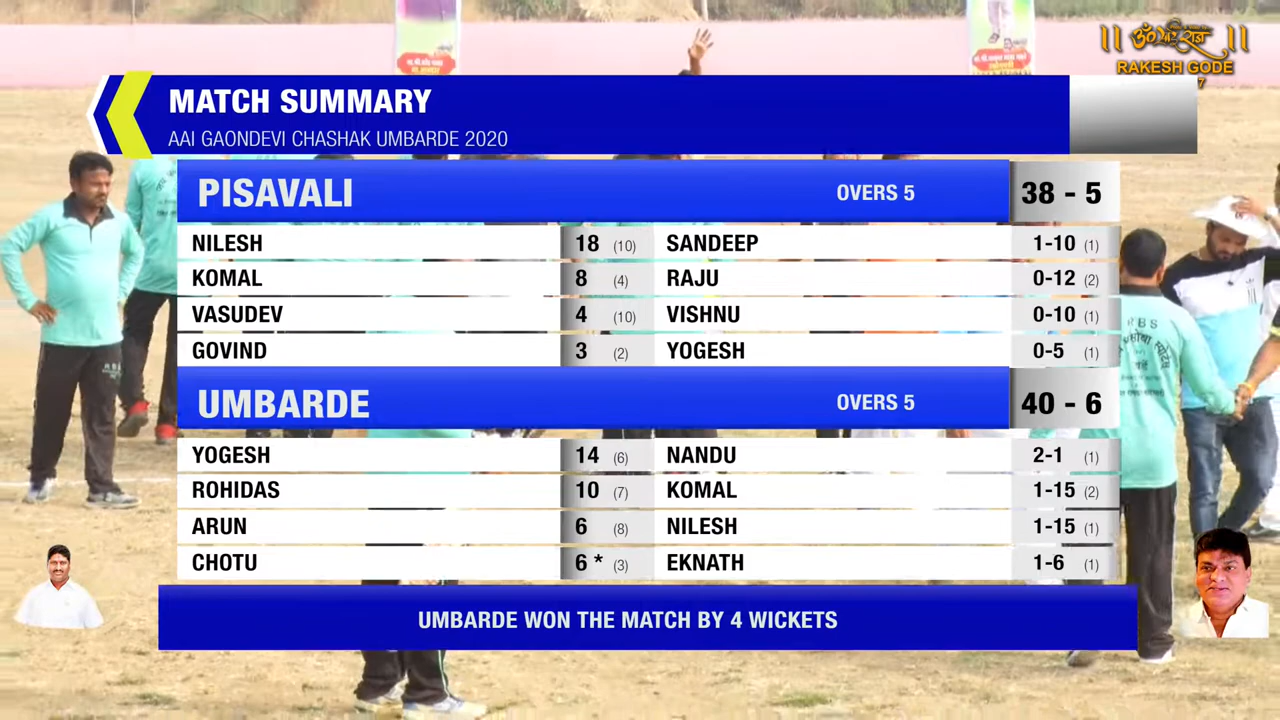 || ॐ साई राजा ||
RAKESH GODE
7
MATCH SUMMARY
AAI GAONDEVI CHASHAK UMBARDE 2020
PISAVALI OVERS 5 38 - 5
NILESH 18 (10) SANDEEP 1-10 (1)
KOMAL 8 (4) RAJU 0-12 (2)
VASUDEV 4 (10) VISHNU 0-10 (1)
GOVIND 3 (2) YOGESH 0-5 (1)
UMBARDE OVERS 5 40 - 6
YOGESH 14 (6) NANDU 2-1 (1)
ROHIDAS 10 (7) KOMAL 1-15 (2)
ARUN 6 (8) NILESH 1-15 (1)
CHOTU 6 * (3) EKNATH 1-6 (1)
UMBARDE WON THE MATCH BY 4 WICKETS
RBS